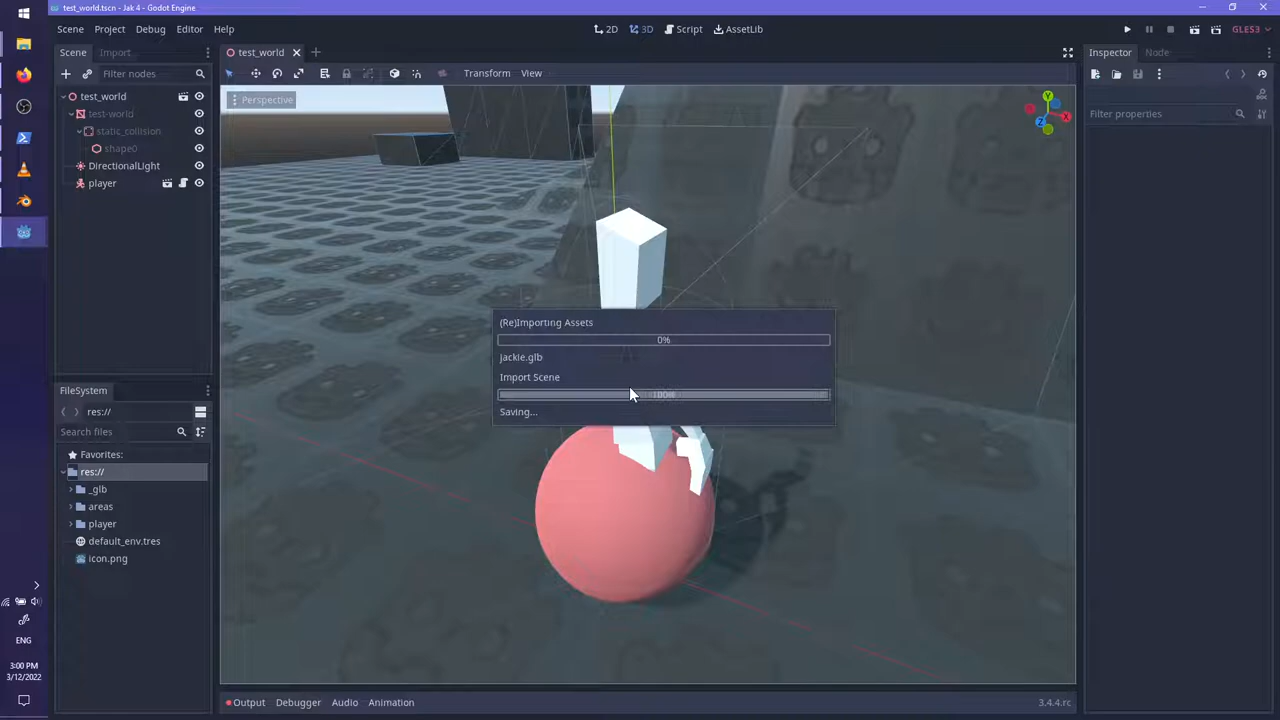 test_world.tscn - Jak 4 - Godot Engine
Scene Project Debug Editor Help
2D 3D Script AssetLib
GLES3
Scene Import
test_world
Inspector Node
Filter nodes
Transform View
test_world
Perspective
Y
X
Z
Filter properties
test-world
static_collision
shape0
DirectionalLight
player
(Re)Importing Assets
0%
jackle.glb
Import Scene
100%
Saving...
FileSystem
res://
Search files
Favorites:
res://
_glb
areas
player
default_env.tres
icon.png
ENG
3:00 PM
3/12/2022
Output Debugger Audio Animation
3.4.4.rc